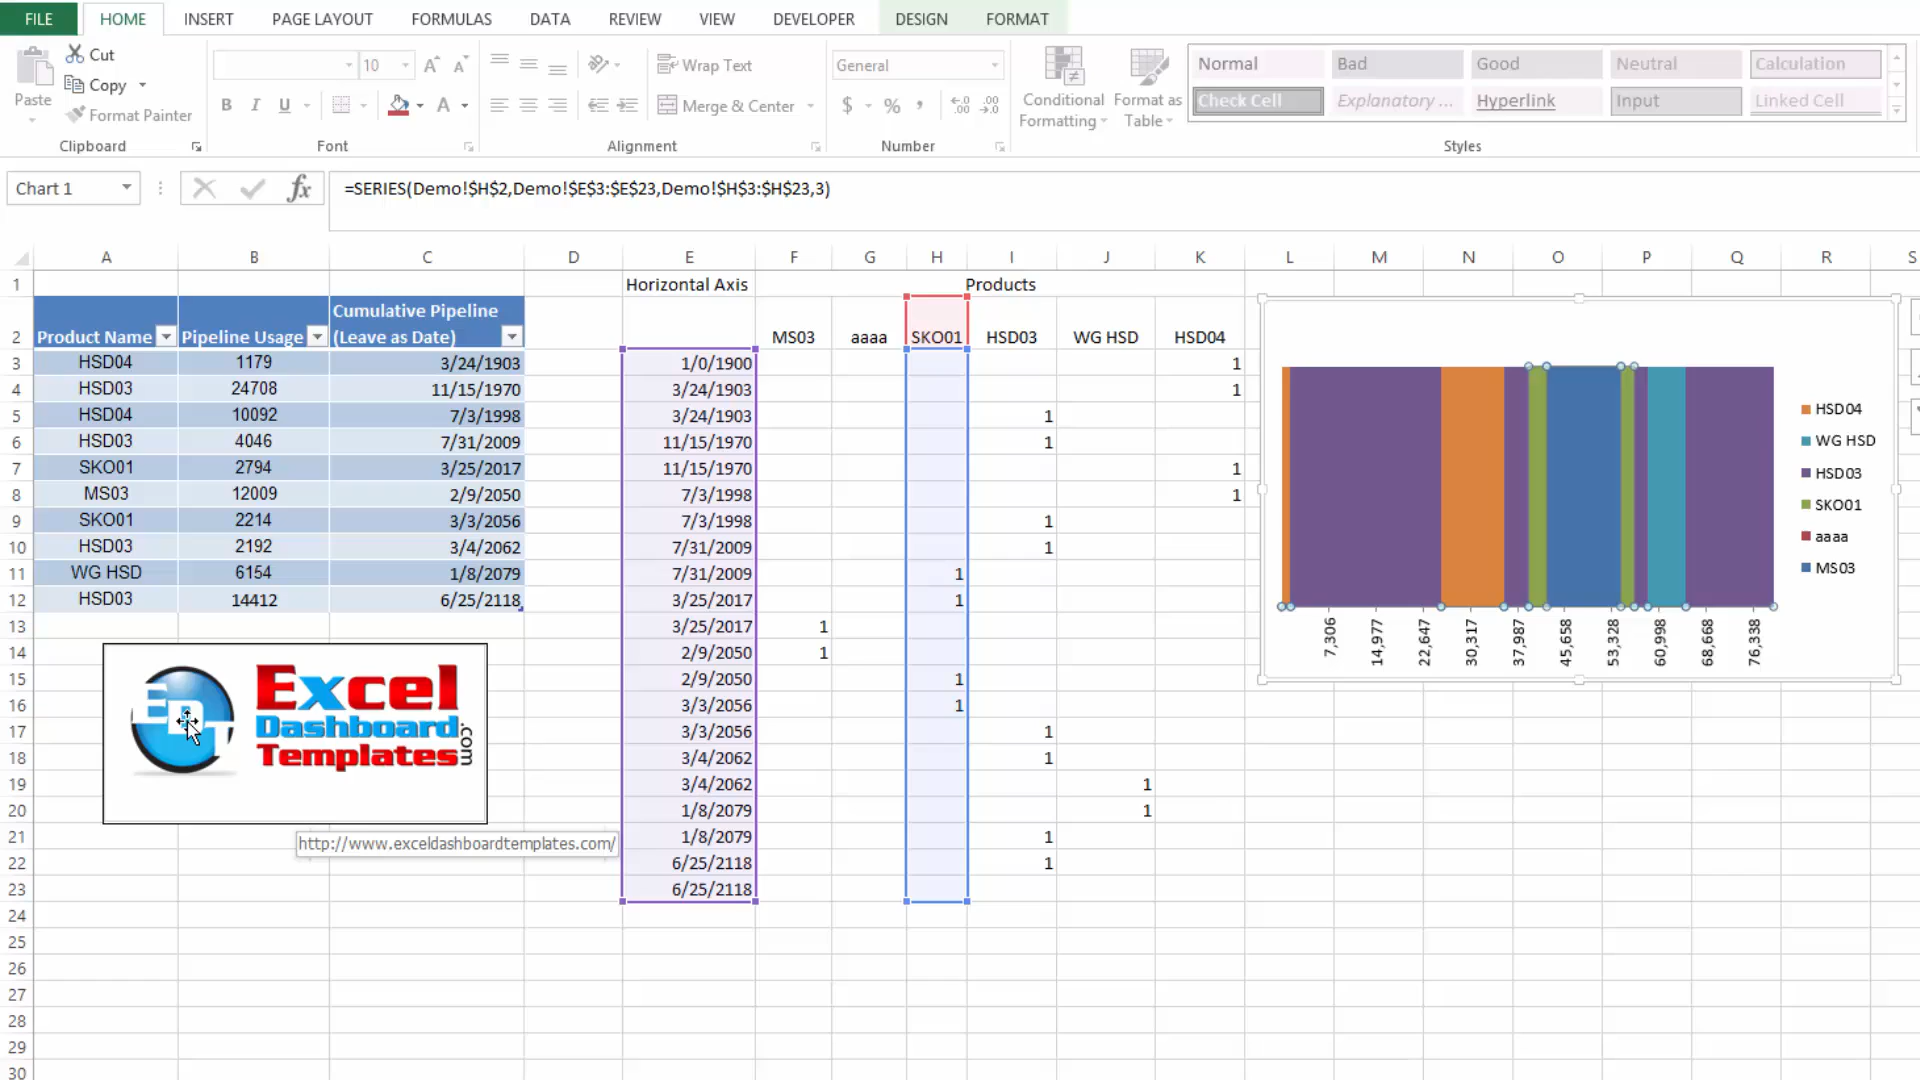 FILE HOME INSERT PAGE LAYOUT FORMULAS DATA REVIEW VIEW DEVELOPER DESIGN FORMAT
Paste
Cut
Copy
Format Painter
Clipboard
10
A A
B I U A
Font
Wrap Text
Merge & Center
Alignment
General
$ % , .00 .00
Number
Conditional Formatting
Format as Table
Normal Bad Good Neutral Calculation
Check Cell Explanatory ... Hyperlink Input Linked Cell
Styles
Chart 1 fx =SERIES(Demo!$H$2,Demo!$E$3:$E$23,Demo!$H$3:$H$23,3)
A B C D E F G H I J K L M N O P Q R S
1 Horizontal Axis Products
2 Product Name Pipeline Usage Cumulative Pipeline (Leave as Date) MS03 aaaa SKO01 HSD03 WG HSD HSD04
3 HSD04 1179 3/24/1903 1/0/1900 1
4 HSD03 24708 11/15/1970 3/24/1903 1
5 HSD04 10092 7/3/1998 3/24/1903 1
6 HSD03 4046 7/31/2009 11/15/1970 1
7 SKO01 2794 3/25/2017 11/15/1970 1
8 MS03 12009 2/9/2050 7/3/1998 1
9 SKO01 2214 3/3/2056 7/3/1998 1
10 HSD03 2192 3/4/2062 7/31/2009 1
11 WG HSD 6154 1/8/2079 7/31/2009 1
12 HSD03 14412 6/25/2118 3/25/2017 1
13 3/25/2017 1
14 2/9/2050 1
15 2/9/2050 1
16 3/3/2056 1
17 3/3/2056 1
18 3/4/2062 1
19 3/4/2062 1
20 1/8/2079 1
21 1/8/2079 1
22 6/25/2118 1
23 6/25/2118
24
25
26
27
28
29
30
EDT
Excel
Dashboard
Templates
.com
http://www.exceldashboardtemplates.com/
HSD04
WG HSD
HSD03
SKO01
aaaa
MS03
7,306 14,977 22,647 30,317 37,987 45,658 53,328 60,998 68,668 76,338